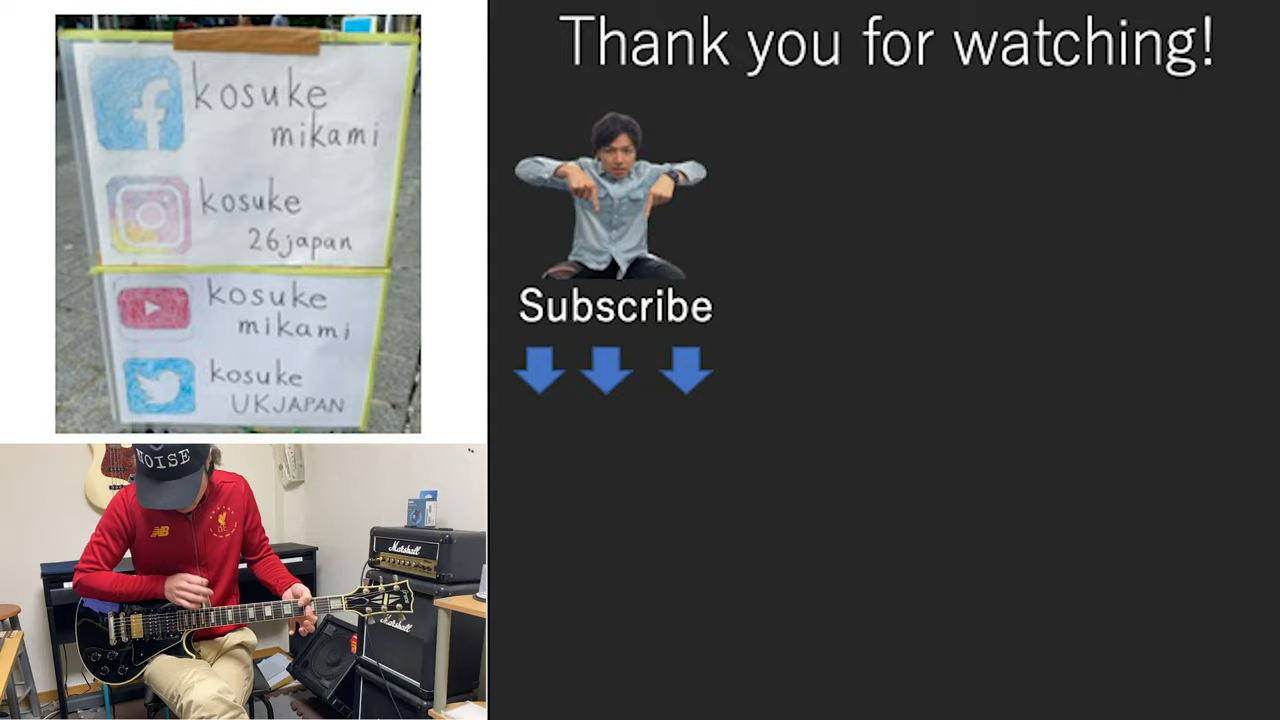 kosuke
mikami
kosuke
26japan
kosuke
mikami
kosuke
UKJAPAN
Thank you for watching!
Subscribe
NOISE
Marshall
Marshall